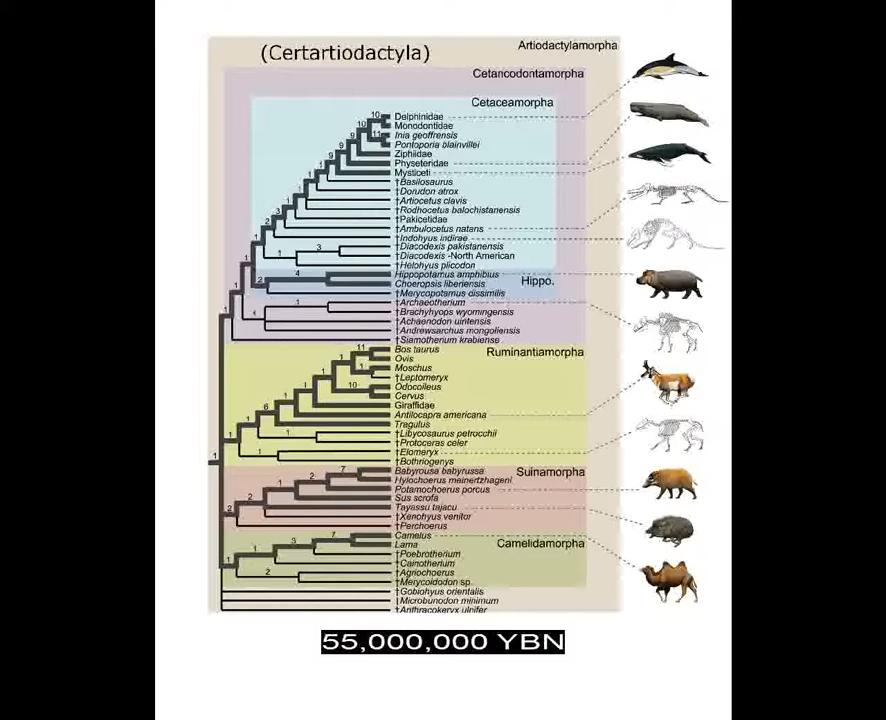 (Certartiodactyla)
Artiodactylamorpha
Cetancodontamorpha
Cetaceamorpha
Delphinidae
Monodontidae
Inia geoffrensis
Pontoporia blainvillei
Ziphiidae
Physeteridae
Mysticeti
†Basilosaurus
†Dorudon atrox
†Artiocetus clavis
†Rodhocetus balochistanensis
†Pakicetidae
†Ambulocetus natans
†Indohyus indirae
†Diacodexis pakistanensis
†Diacodexis -North American
†Helohyus plicodon
Hippopotamus amphibius
Hippo.
Choeropsis liberiensis
†Merycopotamus dissimilis
†Archaeotherium
†Brachyhyops wyomingensis
†Achaenodon uintensis
†Andrewsarchus mongoliensis
†Siamotherium krabiense
Bos taurus
Ruminantiamorpha
Ovis
Moschus
†Leptomeryx
Odocoileus
Cervus
Giraffidae
Antilocapra americana
Tragulus
†Libycosaurus petrocchii
†Protoceras celer
†Elomeryx
†Bothriogenys
Babyrousa babyrussa
Suinamorpha
Hylochoerus meinertzhageni
Potamochoerus porcus
Sus scrofa
Tayassu tajacu
†Xenohyus venitor
†Perchoerus
Camelus
Lama
Camelidamorpha
†Poebrotherium
†Cainotherium
†Agriochoerus
†Merycoidodon sp.
†Gobiohyus orientalis
†Microbunodon minimum
†Anthracokeryx ulnifer
55,000,000 YBN